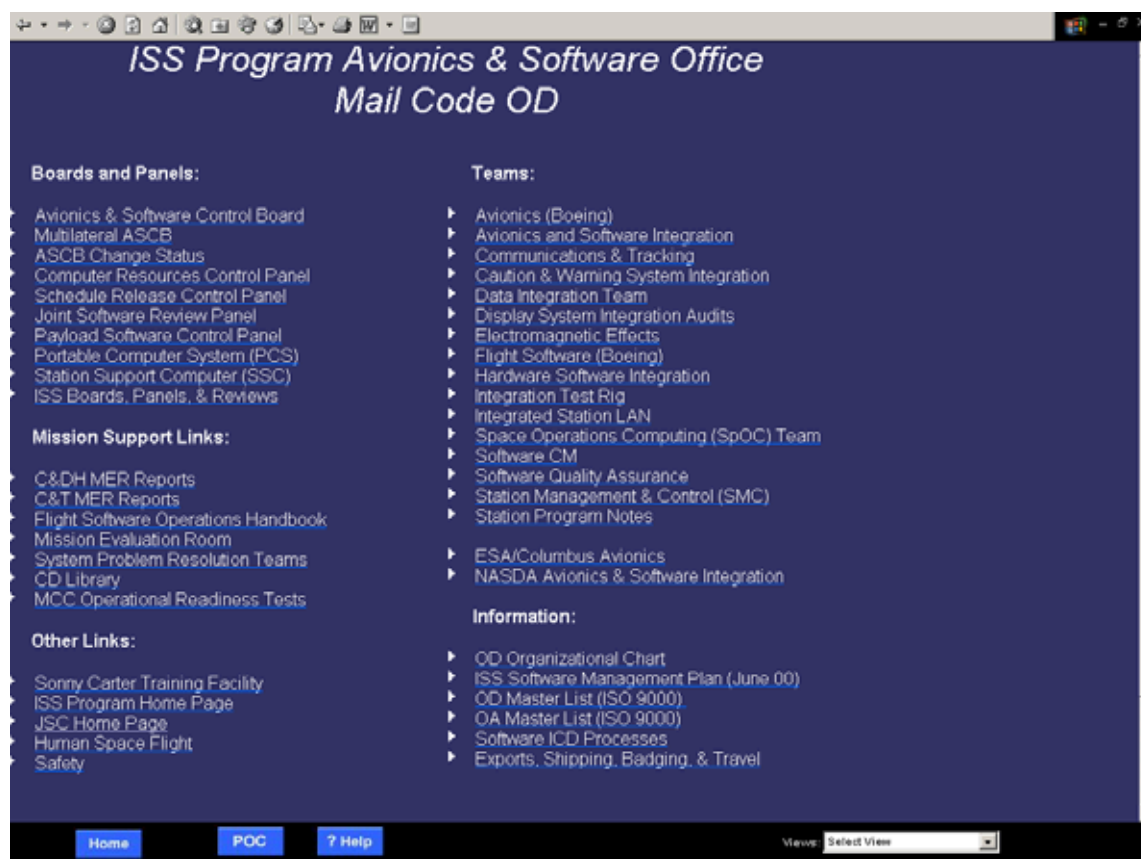 ISS Program Avionics & Software Office
Mail Code OD
Boards and Panels:
Avionics & Software Control Board
Multilateral ASCB
ASCB Change Status
Computer Resources Control Panel
Schedule Release Control Panel
Joint Software Review Panel
Payload Software Control Panel
Portable Computer System (PCS)
Station Support Computer (SSC)
ISS Boards, Panels, & Reviews
Mission Support Links:
C&DH MER Reports
C&T MER Reports
Flight Software Operations Handbook
Mission Evaluation Room
System Problem Resolution Teams
CD Library
MCC Operational Readiness Tests
Other Links:
Sonny Carter Training Facility
ISS Program Home Page
JSC Home Page
Human Space Flight
Safety
Teams:
Avionics (Boeing)
Avionics and Software Integration
Communications & Tracking
Caution & Warning System Integration
Data Integration Team
Display System Integration Audits
Electromagnetic Effects
Flight Software (Boeing)
Hardware Software Integration
Integration Test Rig
Integrated Station LAN
Space Operations Computing (SpOC) Team
Software CM
Software Quality Assurance
Station Management & Control (SMC)
Station Program Notes
ESA/Columbus Avionics
NASDA Avionics & Software Integration
Information:
OD Organizational Chart
ISS Software Management Plan (June 00)
OD Master List (ISO 9000)
OA Master List (ISO 9000)
Software ICD Processes
Exports, Shipping, Badging, & Travel
Home POC ? Help Views: Select View